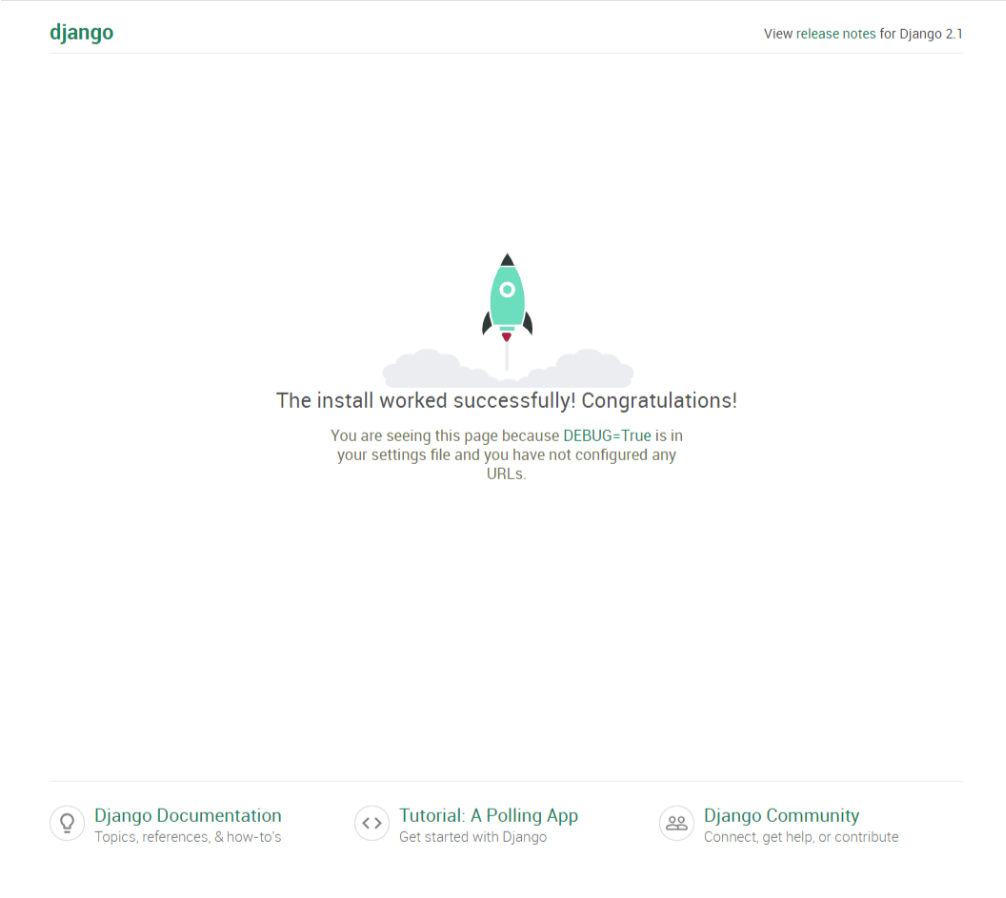 django
View release notes for Django 2.1
The install worked successfully! Congratulations!
You are seeing this page because DEBUG=True is in
your settings file and you have not configured any
URLs.
Django Documentation
Topics, references, & how-to's
Tutorial: A Polling App
Get started with Django
Django Community
Connect, get help, or contribute